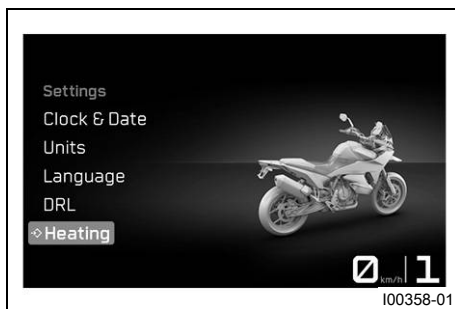 Settings
Clock & Date
Units
Language
DRL
Heating
0 km/h 1
I00358-01